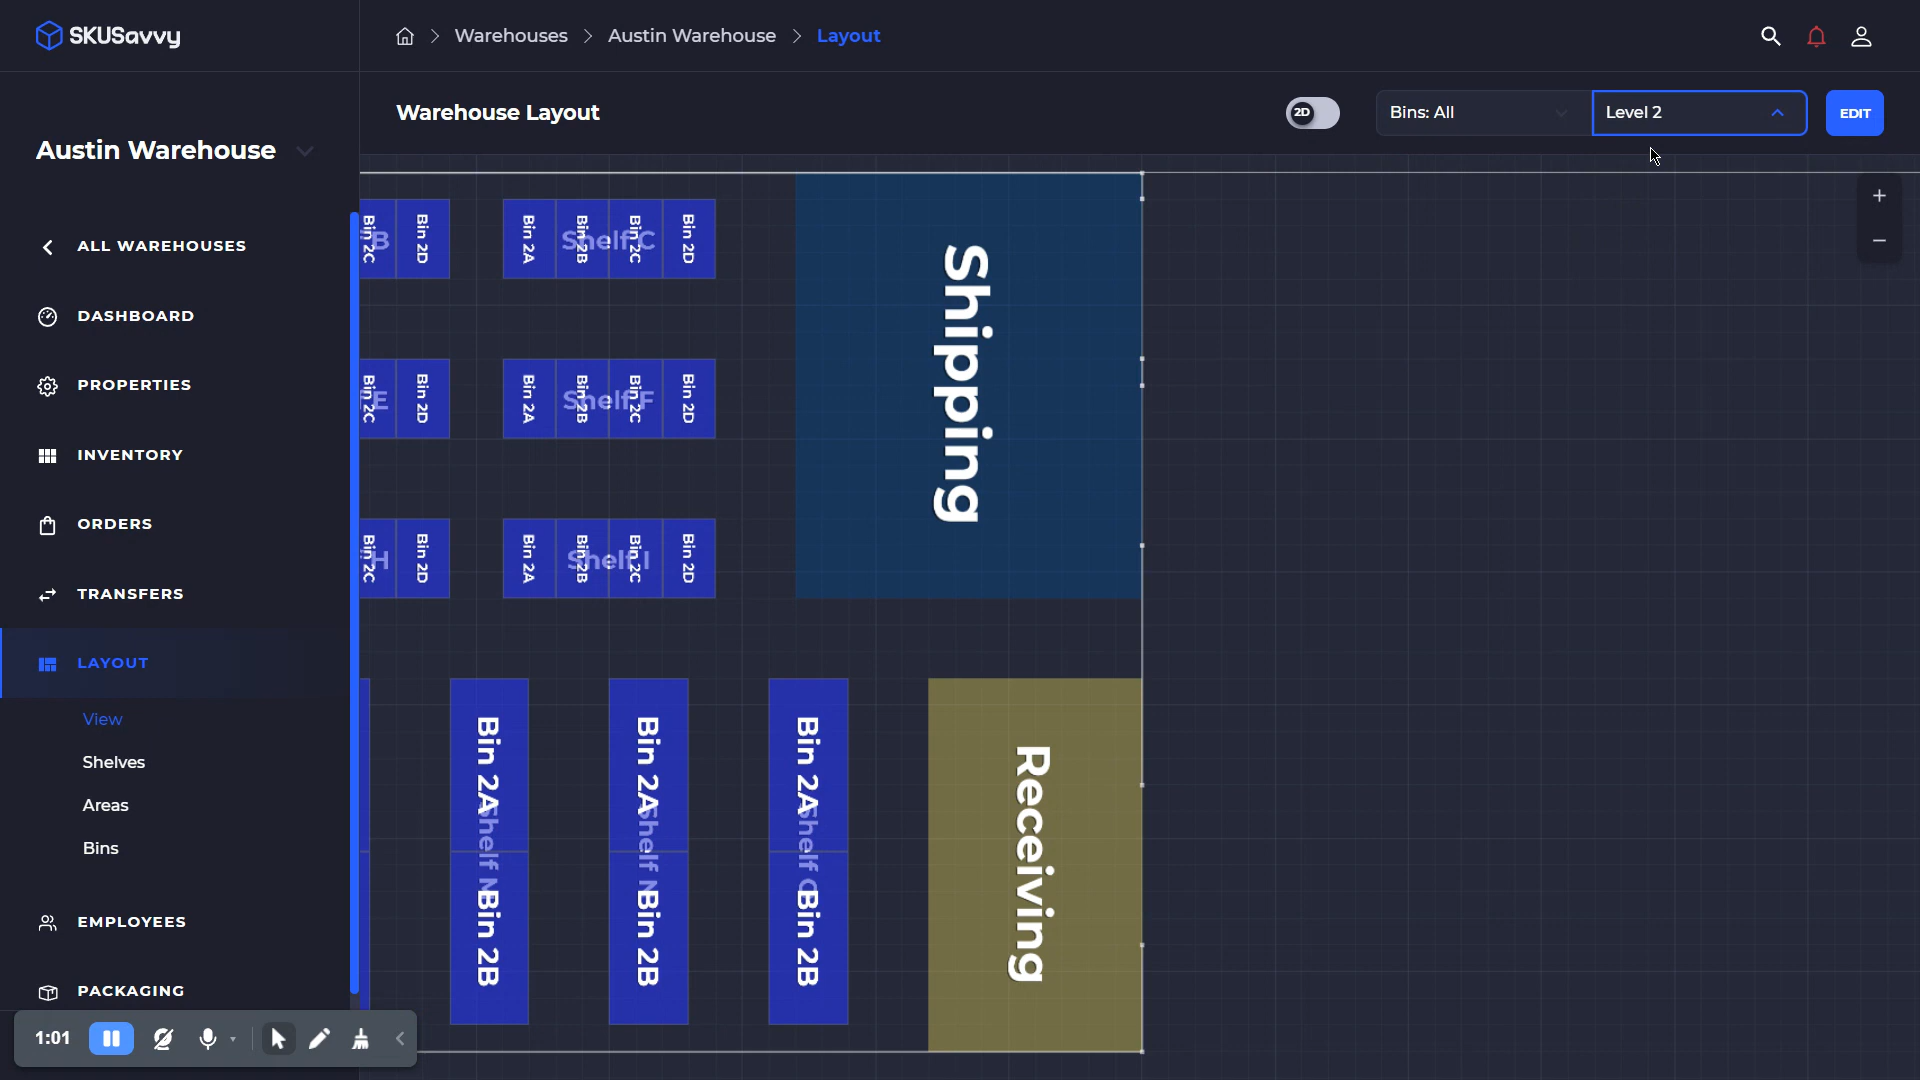 SKUSavvy
Warehouses
Austin Warehouse
Layout
Warehouse Layout
2D
Bins: All
Level 2
EDIT
Austin Warehouse
ALL WAREHOUSES
DASHBOARD
PROPERTIES
INVENTORY
ORDERS
TRANSFERS
LAYOUT
View
Shelves
Areas
Bins
EMPLOYEES
PACKAGING
1:01
Bin 2C
B
Bin 2D
Bin 2A
Bin 2B
Bin 2C
Bin 2D
Shelf C
Bin 2C
E
Bin 2D
Bin 2A
Bin 2B
Bin 2C
Bin 2D
Shelf F
Bin 2C
H
Bin 2D
Bin 2A
Bin 2B
Bin 2C
Bin 2D
Shelf I
Shipping
Bin 2A
Shelf
Bin 2B
Bin 2A
Shelf
Bin 2B
Bin 2A
Shelf
Bin 2B
Receiving